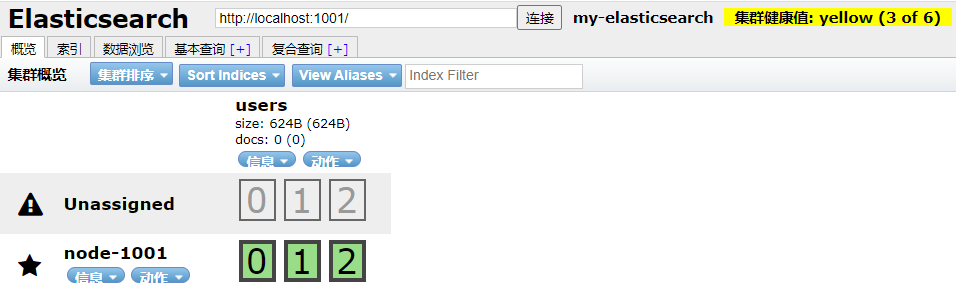 Elasticsearch http://localhost:1001/ 连接 my-elasticsearch 集群健康值: yellow (3 of 6)
概览 索引 数据浏览 基本查询 [+] 复合查询 [+]
集群概览 集群排序 Sort Indices View Aliases Index Filter
users
size: 624B (624B)
docs: 0 (0)
信息 动作
Unassigned 0 1 2
node-1001 0 1 2
信息 动作